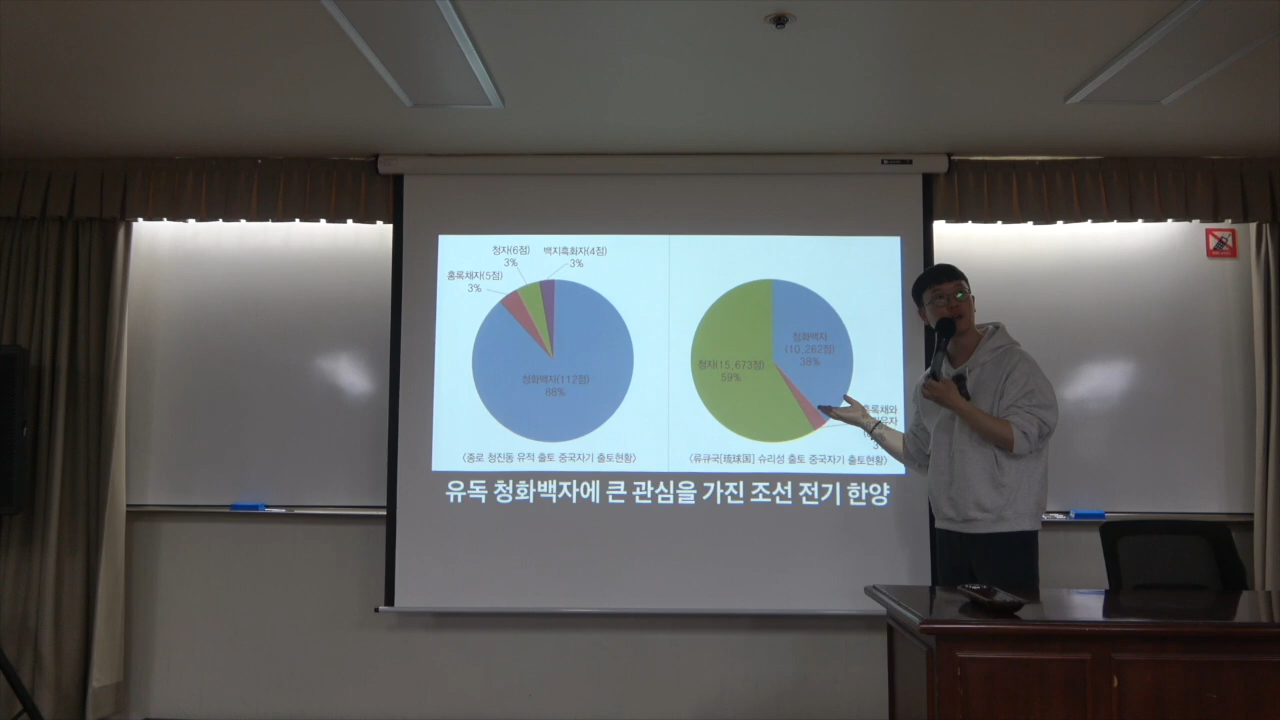 청자(6점)
3%
백지흑화자(4점)
3%
홍록채자(5점)
3%
청화백자(112점)
88%
<종로 청진동 유적 출토 중국자기 출토현황>
청화백자
(10,262점)
38%
청자(15,673점)
59%
홍록채와
<류큐국[琉球国] 슈리성 출토 중국자기 출토현황>
유독 청화백자에 큰 관심을 가진 조선 전기 한양